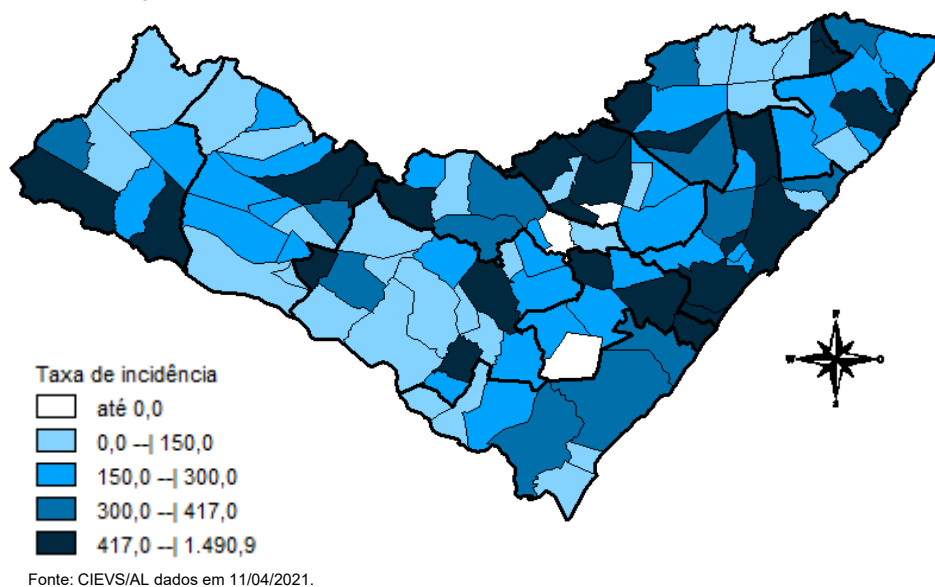 Taxa de incidência
até 0,0
0,0 --| 150,0
150,0 --| 300,0
300,0 --| 417,0
417,0 --| 1.490,9
Fonte: CIEVS/AL dados em 11/04/2021.